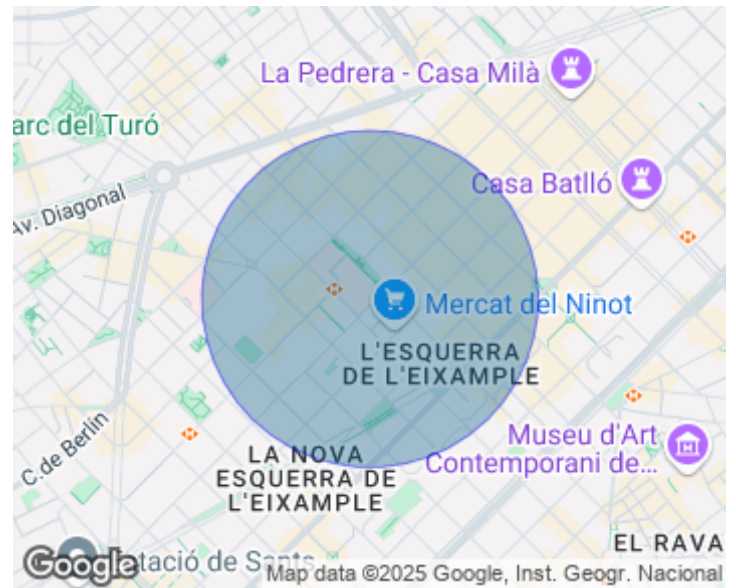 La Pedrera - Casa Milà
arc del Turó
Casa Batlló
Av. Diagonal
Mercat del Ninot
L'ESQUERRA
DE L'EIXAMPLE
Museu d'Art
Contemporani de...
C. de Berlin
LA NOVA
ESQUERRA DE
L'EIXAMPLE
EL RAVA
Google
tació de Sants
Map data ©2025 Google, Inst. Geogr. Nacional